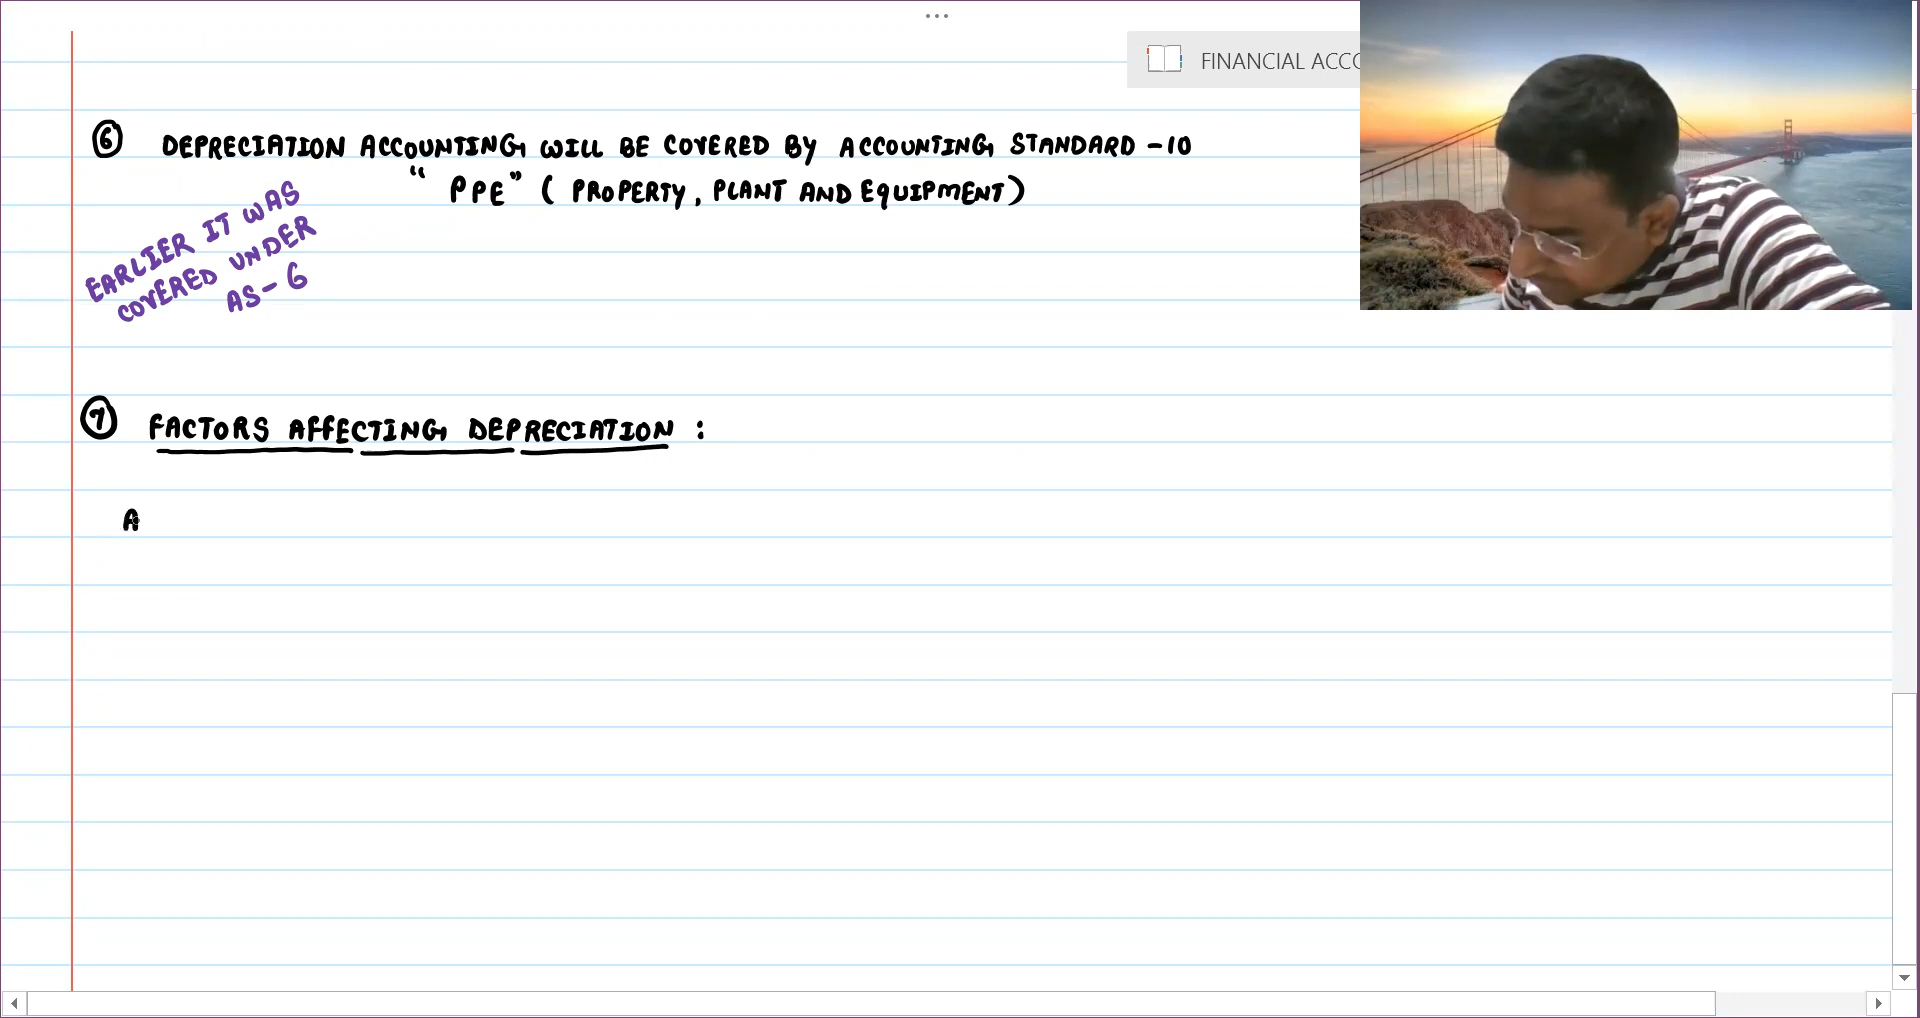 FINANCIAL ACCO
6 DEPRECIATION ACCOUNTING WILL BE COVERED BY ACCOUNTING STANDARD -10
"PPE" ( PROPERTY, PLANT AND EQUIPMENT )
EARLIER IT WAS
COVERED UNDER
AS-6
7 FACTORS AFFECTING DEPRECIATION :
A